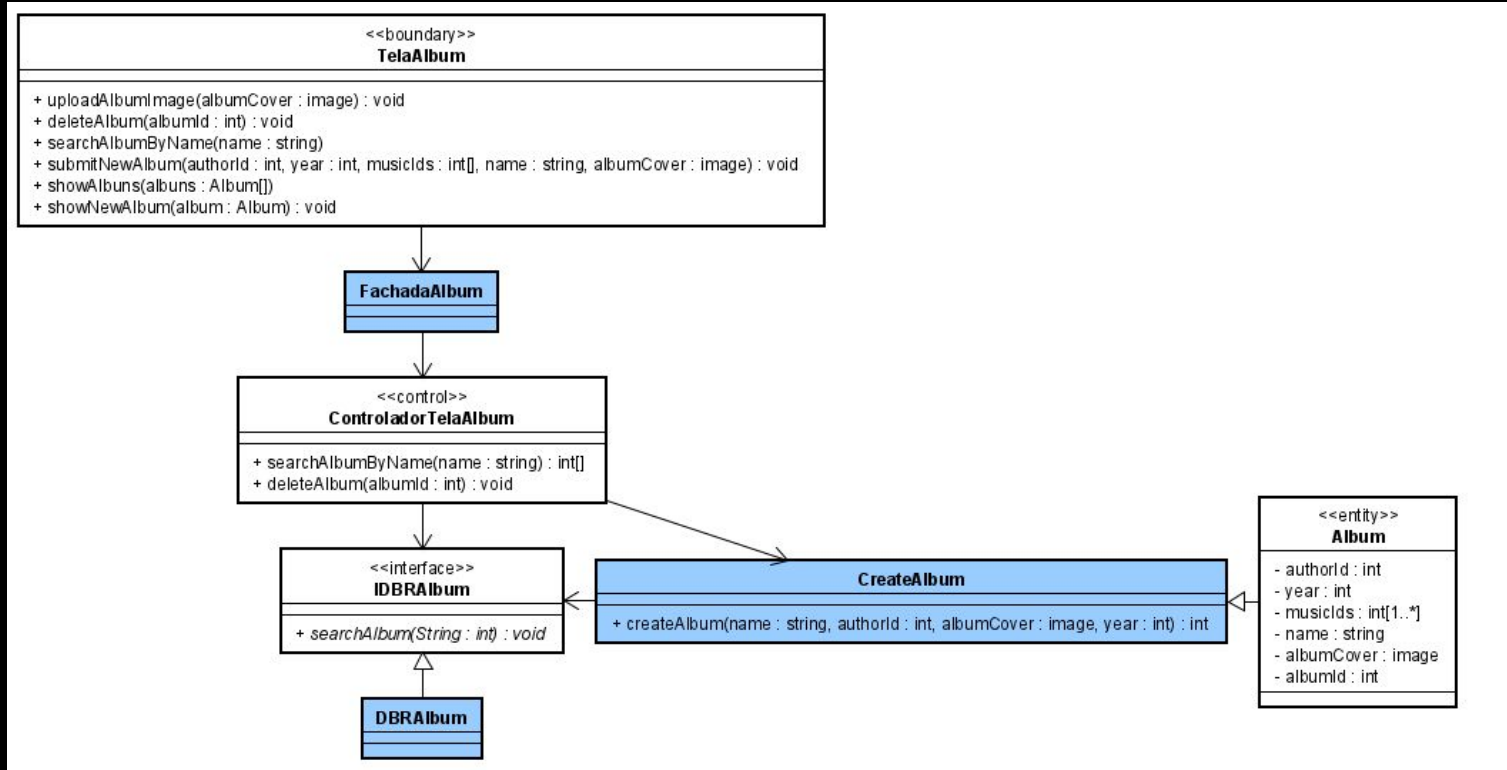 <<boundary>>
TelaAlbum
+ uploadAlbumImage(albumCover : image) : void
+ deleteAlbum(albumId : int) : void
+ searchAlbumByName(name : string)
+ submitNewAlbum(authorId : int, year : int, musicIds : int[], name : string, albumCover : image) : void
+ showAlbuns(albuns : Album[])
+ showNewAlbum(album : Album) : void
FachadaAlbum
<<control>>
ControladorTelaAlbum
+ searchAlbumByName(name : string) : int[]
+ deleteAlbum(albumId : int) : void
<<interface>>
IDBRAlbum
+ searchAlbum(String : int) : void
DBRAlbum
CreateAlbum
+ createAlbum(name : string, authorId : int, albumCover : image, year : int) : int
<<entity>>
Album
- authorId : int
- year : int
- musicIds : int[1..*]
- name : string
- albumCover : image
- albumId : int